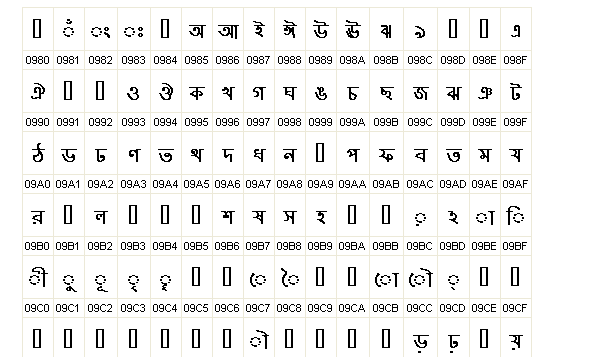 ঁ ং ঃ অ আ ই ঈ উ ঊ ঋ ঌ এ
0980 0981 0982 0983 0984 0985 0986 0987 0988 0989 098A 098B 098C 098D 098E 098F
ঐ ও ঔ ক খ গ ঘ ঙ চ ছ জ ঝ ঞ ট
0990 0991 0992 0993 0994 0995 0996 0997 0998 0999 099A 099B 099C 099D 099E 099F
ঠ ড ঢ ণ ত থ দ ধ ন প ফ ব ভ ম য
09A0 09A1 09A2 09A3 09A4 09A5 09A6 09A7 09A8 09A9 09AA 09AB 09AC 09AD 09AE 09AF
র ল শ ষ স হ ় ঽ া ি
09B0 09B1 09B2 09B3 09B4 09B5 09B6 09B7 09B8 09B9 09BA 09BB 09BC 09BD 09BE 09BF
ী ু ূ ৃ ৄ ে ৈ ো ৌ ্
09C0 09C1 09C2 09C3 09C4 09C5 09C6 09C7 09C8 09C9 09CA 09CB 09CC 09CD 09CE 09CF
ৗ ড় ঢ় য়